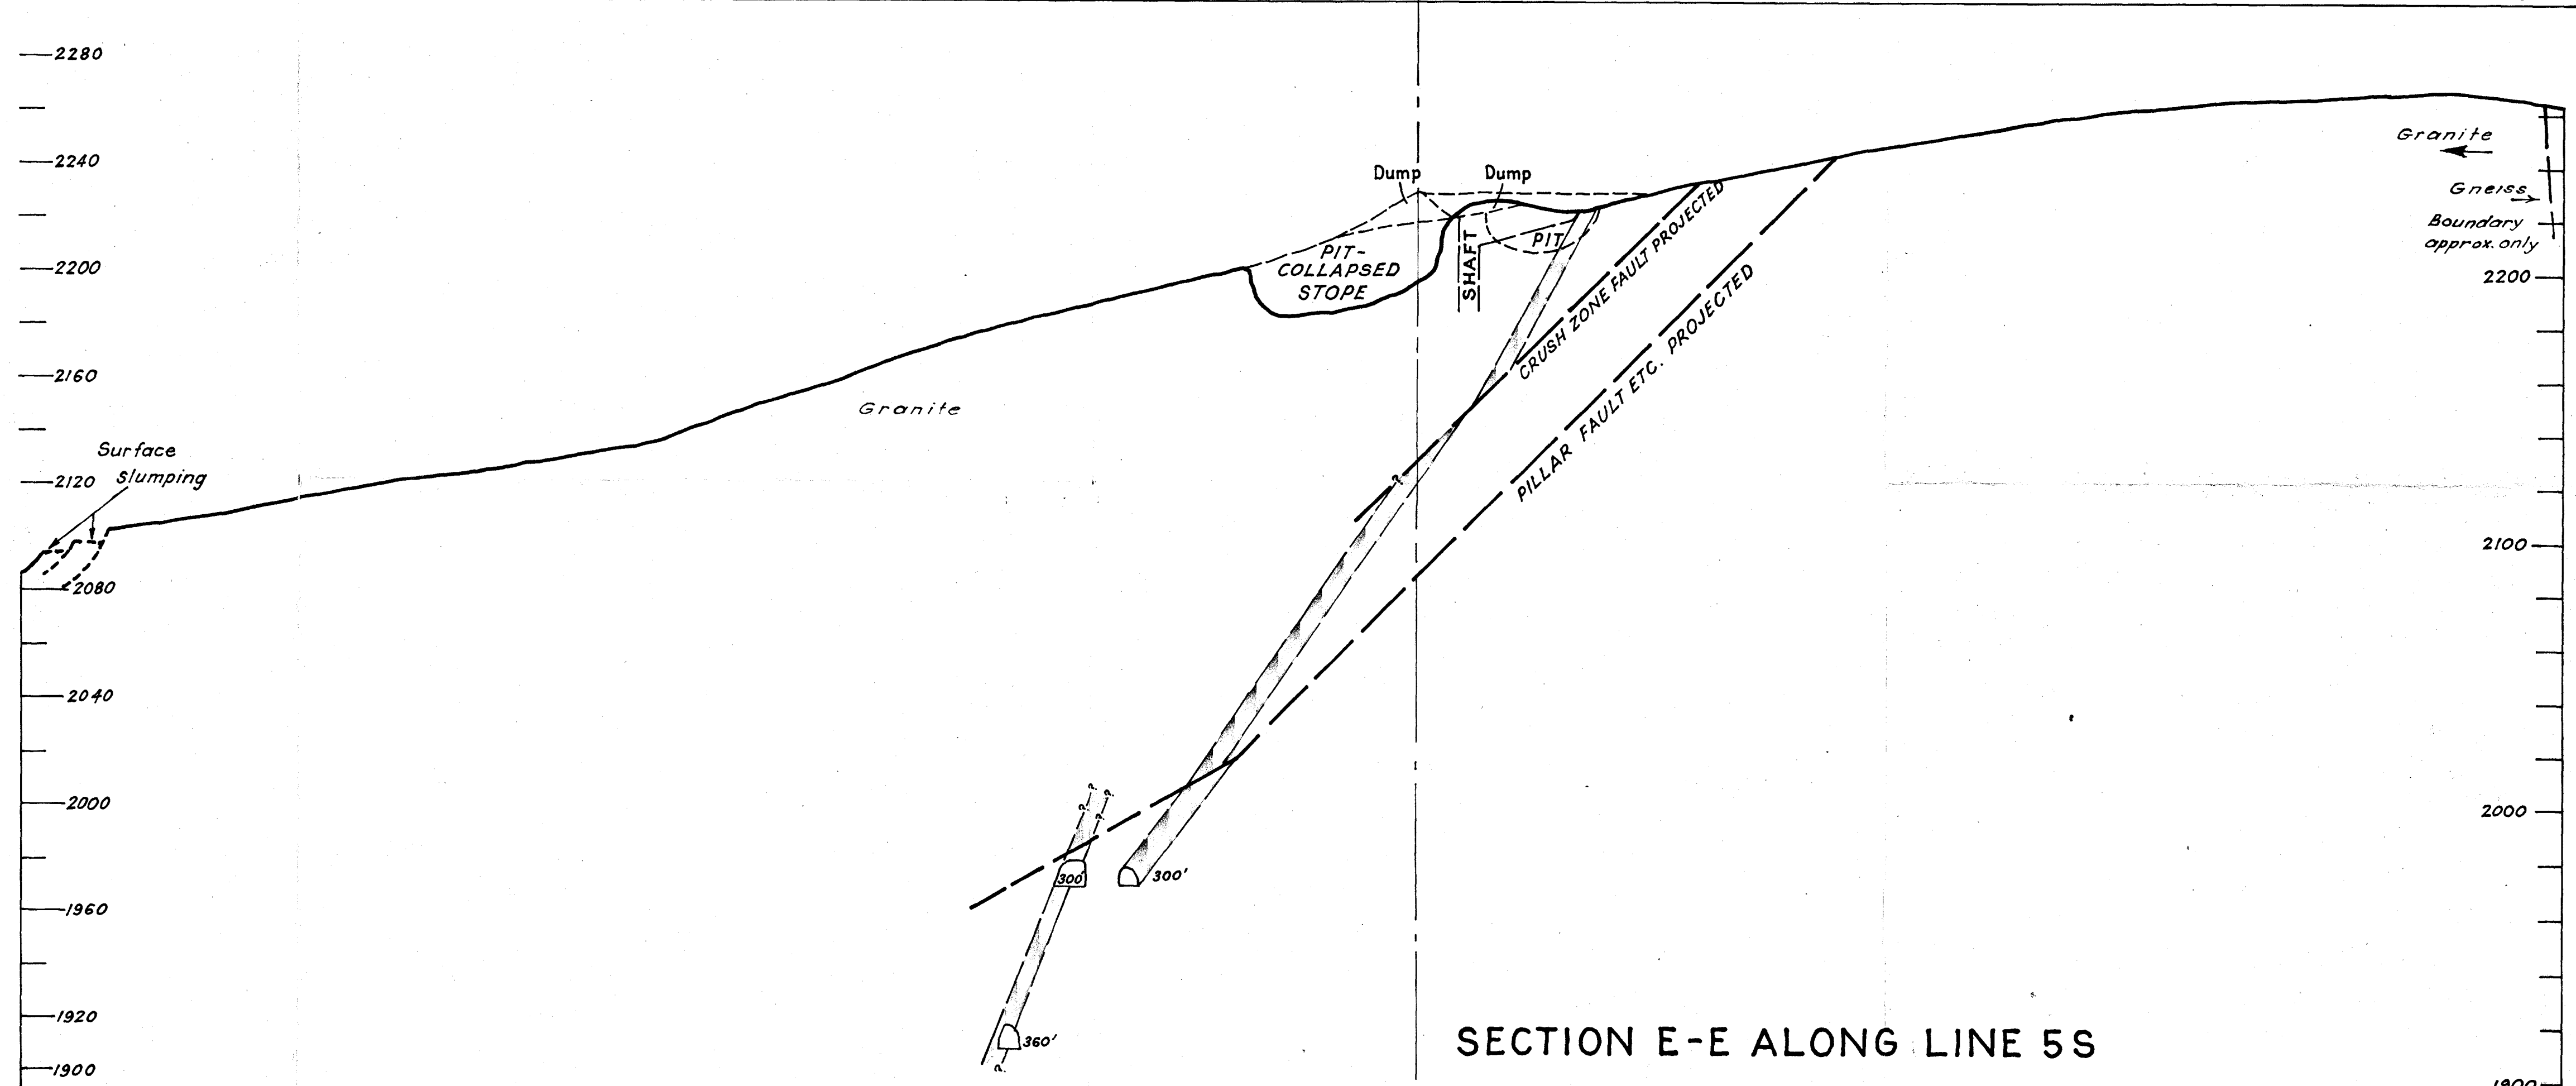 2280
2240
2200
2160
2120
2080
2040
2000
1960
1920
1900
Surface
slumping
Granite
Dump
Dump
PIT-
COLLAPSED
STOPE
SHAFT
PIT
CRUSH ZONE FAULT PROJECTED
PILLAR FAULT ETC. PROJECTED
?
?
?
?
?
300'
300'
360'
?
Granite
Gneiss
Boundary
approx. only
2200
2100
2000
1900
SECTION E-E ALONG LINE 5S